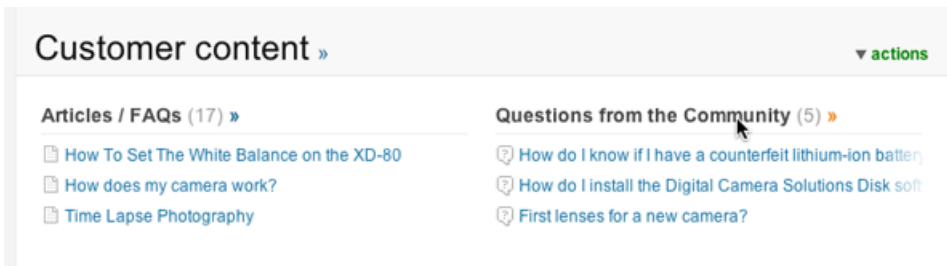 Customer content »
▼ actions
Articles / FAQs (17) »
How To Set The White Balance on the XD-80
How does my camera work?
Time Lapse Photography
Questions from the Community (5) »
How do I know if I have a counterfeit lithium-ion battery
How do I install the Digital Camera Solutions Disk soft
First lenses for a new camera?